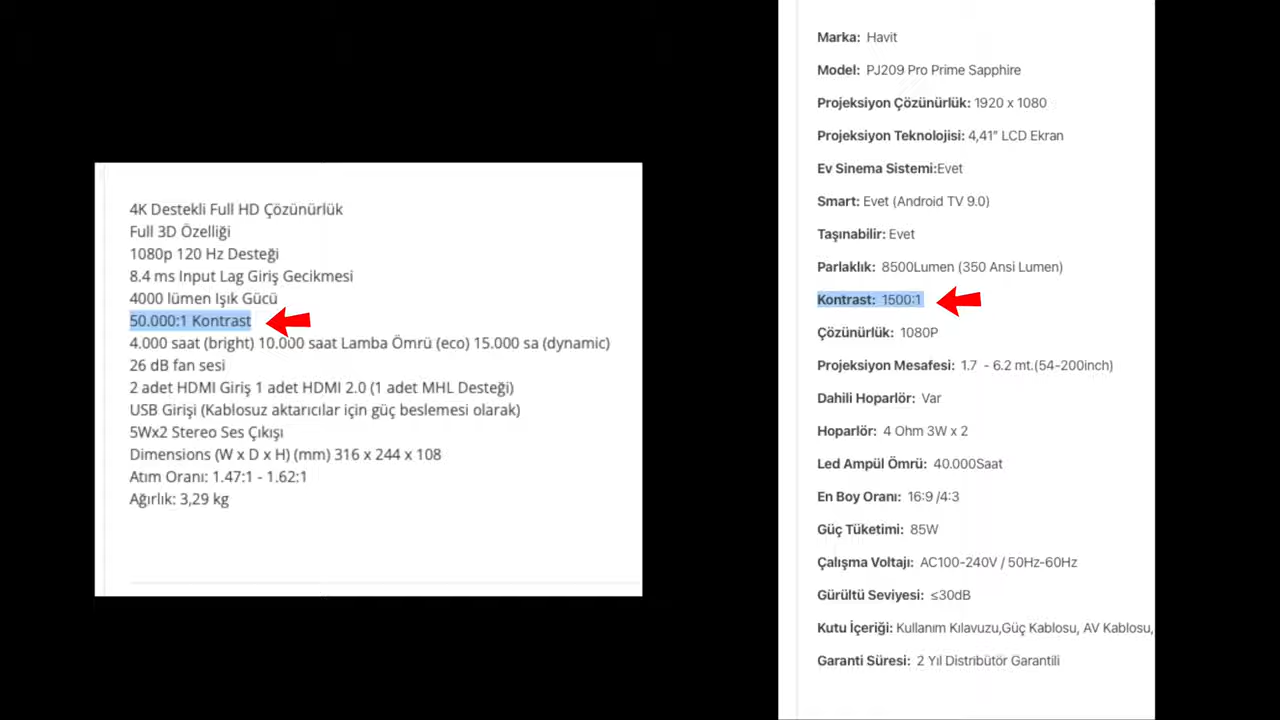 4K Destekli Full HD Çözünürlük
Full 3D Özelliği
1080p 120 Hz Desteği
8.4 ms Input Lag Giriş Gecikmesi
4000 lümen Işık Gücü
50.000:1 Kontrast
4.000 saat (bright) 10.000 saat Lamba Ömrü (eco) 15.000 sa (dynamic)
26 dB fan sesi
2 adet HDMI Giriş 1 adet HDMI 2.0 (1 adet MHL Desteği)
USB Girişi (Kablosuz aktarıcılar için güç beslemesi olarak)
5Wx2 Stereo Ses Çıkışı
Dimensions (W x D x H) (mm) 316 x 244 x 108
Atım Oranı: 1.47:1 - 1.62:1
Ağırlık: 3,29 kg
Marka: Havit
Model: PJ209 Pro Prime Sapphire
Projeksiyon Çözünürlük: 1920 x 1080
Projeksiyon Teknolojisi: 4,41" LCD Ekran
Ev Sinema Sistemi:Evet
Smart: Evet (Android TV 9.0)
Taşınabilir: Evet
Parlaklık: 8500Lumen (350 Ansi Lumen)
Kontrast: 1500:1
Çözünürlük: 1080P
Projeksiyon Mesafesi: 1.7 - 6.2 mt.(54-200inch)
Dahili Hoparlör: Var
Hoparlör: 4 Ohm 3W x 2
Led Ampül Ömrü: 40.000Saat
En Boy Oranı: 16:9 /4:3
Güç Tüketimi: 85W
Çalışma Voltajı: AC100-240V / 50Hz-60Hz
Gürültü Seviyesi: ≤30dB
Kutu İçeriği: Kullanım Kılavuzu,Güç Kablosu, AV Kablosu,
Garanti Süresi: 2 Yıl Distribütör Garantili